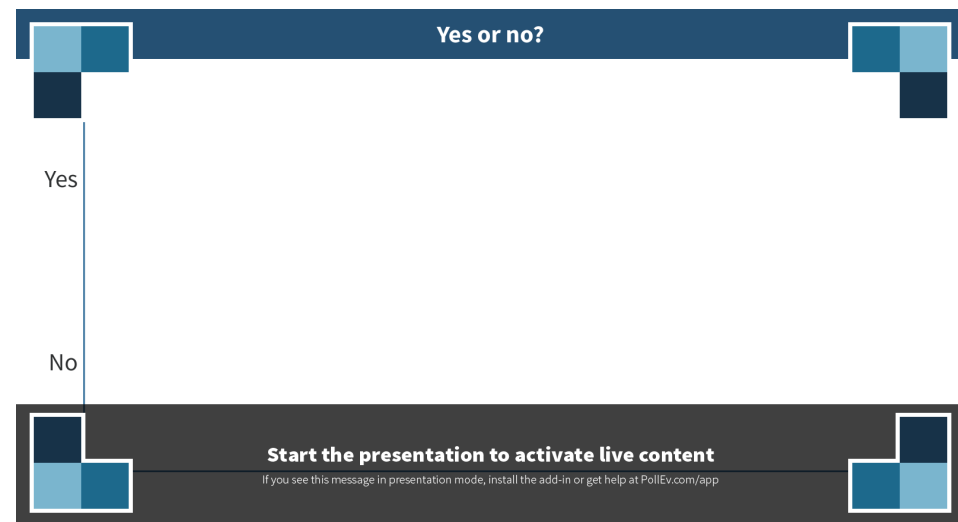 Yes or no?
Yes
No
Start the presentation to activate live content
If you see this message in presentation mode, install the add-in or get help at PollEv.com/app